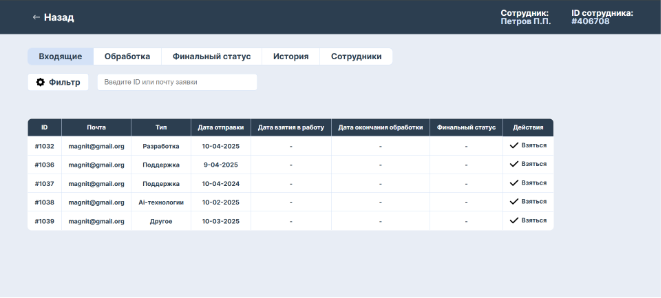 ← Назад
Сотрудник: ID сотрудника:
Петров П.П. #406708
Входящие Обработка Финальный статус История Сотрудники
Фильтр Введите ID или почту заявки
ID Почта Тип Дата отправки Дата взятия в работу Дата окончания обработки Финальный статус Действия
#1032 magnit@gmail.org Разработка 10-04-2025 - - - Взяться
#1036 magnit@gmail.org Поддержка 9-04-2025 - - - Взяться
#1037 magnit@gmail.org Поддержка 10-04-2024 - - - Взяться
#1038 magnit@gmail.org Ai-технологии 10-02-2025 - - - Взяться
#1039 magnit@gmail.org Другое 10-03-2025 - - - Взяться